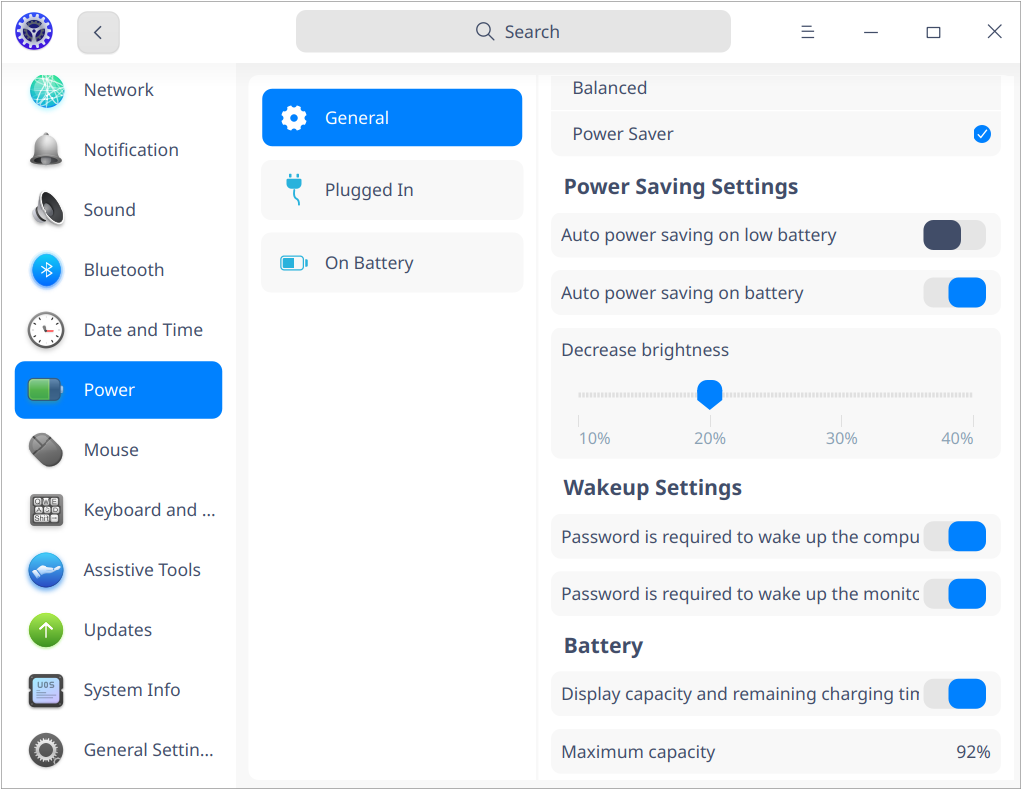 Search
Network
Notification
Sound
Bluetooth
Date and Time
Power
Mouse
Keyboard and ...
Assistive Tools
Updates
UOS
System Info
General Settin...
General
Plugged In
On Battery
Balanced
Power Saver
Power Saving Settings
Auto power saving on low battery
Auto power saving on battery
Decrease brightness
10% 20% 30% 40%
Wakeup Settings
Password is required to wake up the compu
Password is required to wake up the monito
Battery
Display capacity and remaining charging tim
Maximum capacity 92%